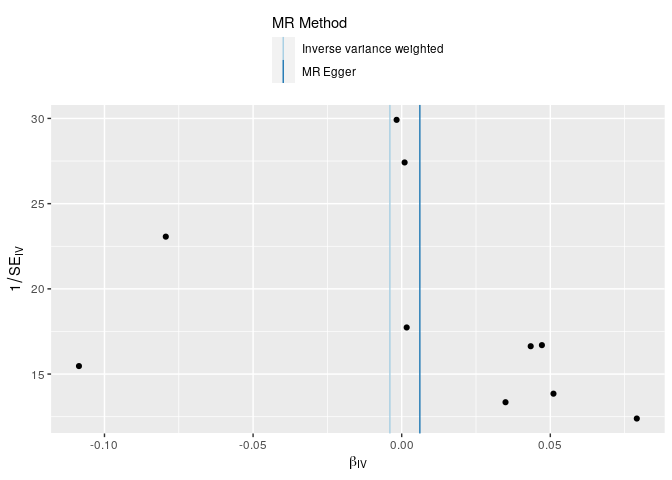 MR Method
Inverse variance weighted
MR Egger
30
25
20
15
1/SE_IV
-0.10
-0.05
0.00
0.05
β_IV